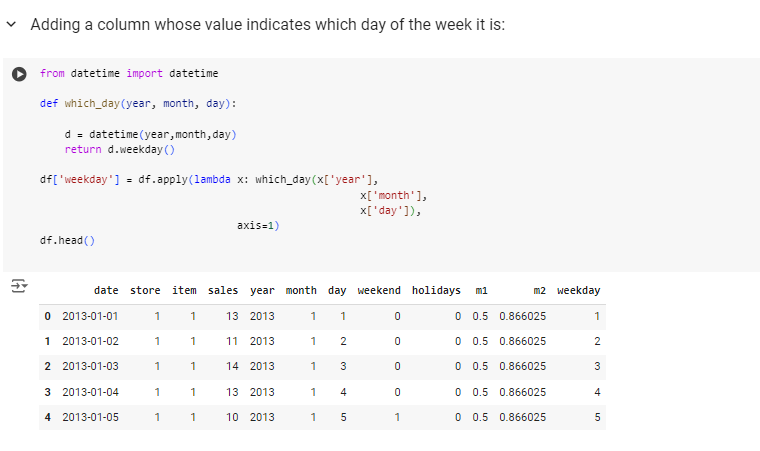 Adding a column whose value indicates which day of the week it is:
from datetime import datetime
def which_day(year, month, day):
d = datetime(year,month,day)
return d.weekday()
df['weekday'] = df.apply(lambda x: which_day(x['year'],
x['month'],
x['day']),
axis=1)
df.head()
date store item sales year month day weekend holidays m1 m2 weekday
0 2013-01-01 1 1 13 2013 1 1 0 0 0.5 0.866025 1
1 2013-01-02 1 1 11 2013 1 2 0 0 0.5 0.866025 2
2 2013-01-03 1 1 14 2013 1 3 0 0 0.5 0.866025 3
3 2013-01-04 1 1 13 2013 1 4 0 0 0.5 0.866025 4
4 2013-01-05 1 1 10 2013 1 5 1 0 0.5 0.866025 5